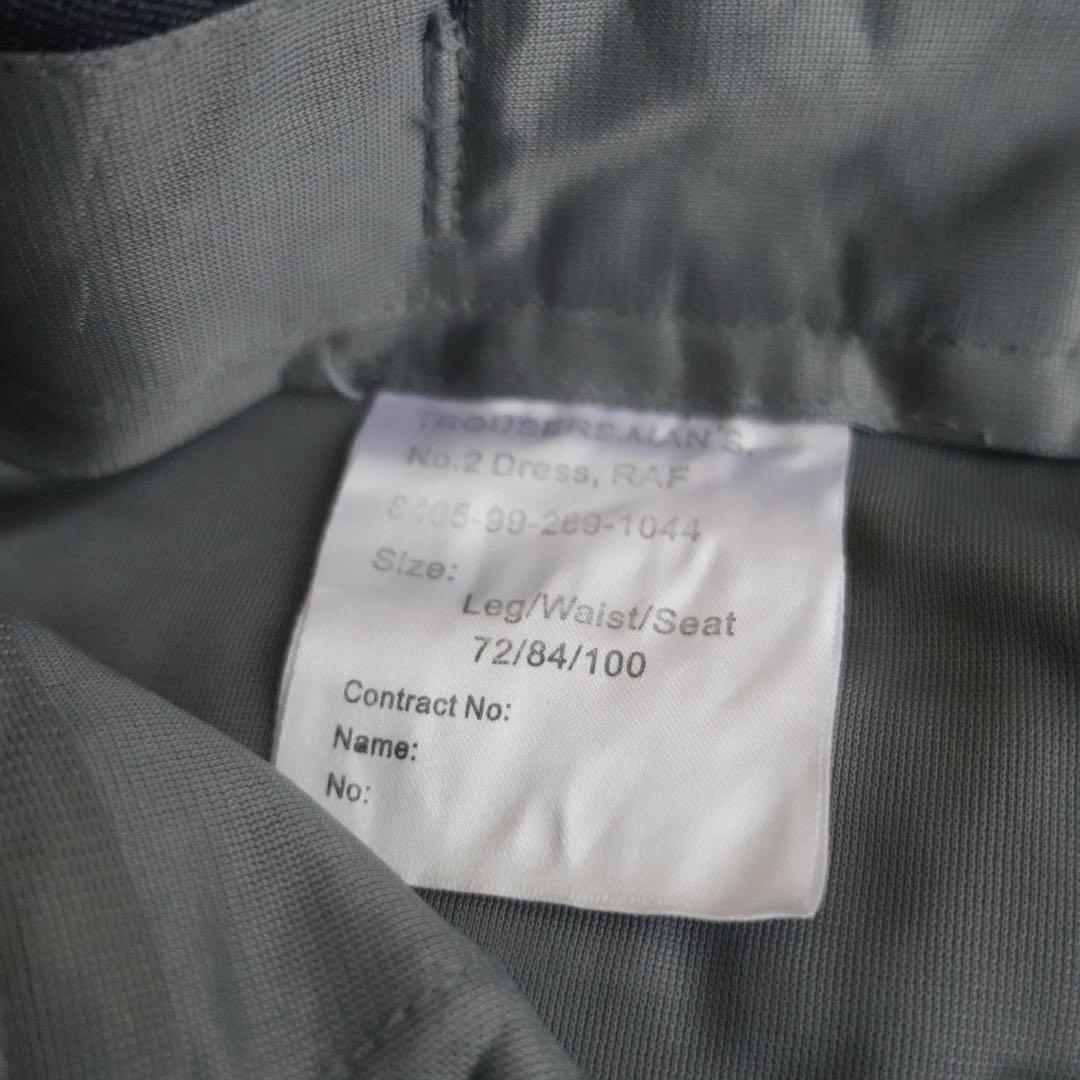 TROUSERS,MAN'S,
No.2 Dress, RAF
8405-99-269-1044
Size:
Leg/Waist/Seat
72/84/100
Contract No:
Name:
No: